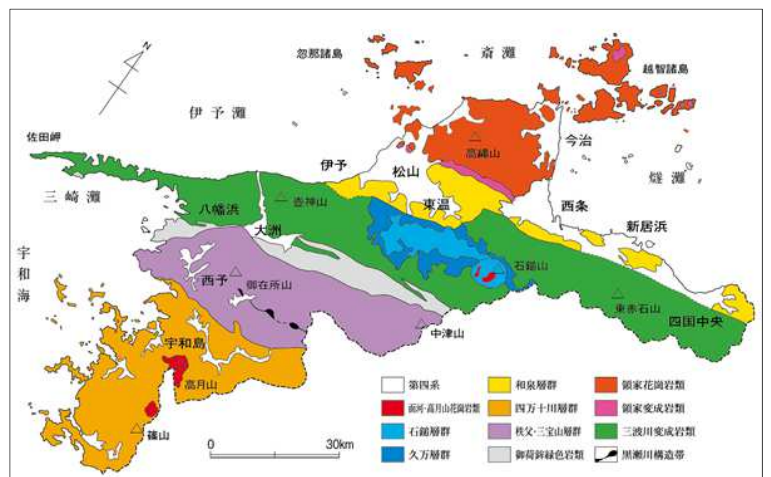 N
忽那諸島
斎灘
越智諸島
伊予灘
佐田岬
高縄山
今治
伊予
松山
燧灘
三崎灘
八幡浜
壺神山
東温
西条
新居浜
大洲
宇和海
西予
御在所山
石鎚山
東赤石山
四国中央
宇和島
中津山
高月山
篠山
0 30km
第四系
和泉層群
領家花崗岩類
面河・高月山花崗岩類
四万十川層群
領家変成岩類
石鎚層群
秩父・三宝山層群
三波川変成岩類
久万層群
御荷鉾緑色岩類
黒瀬川構造帯